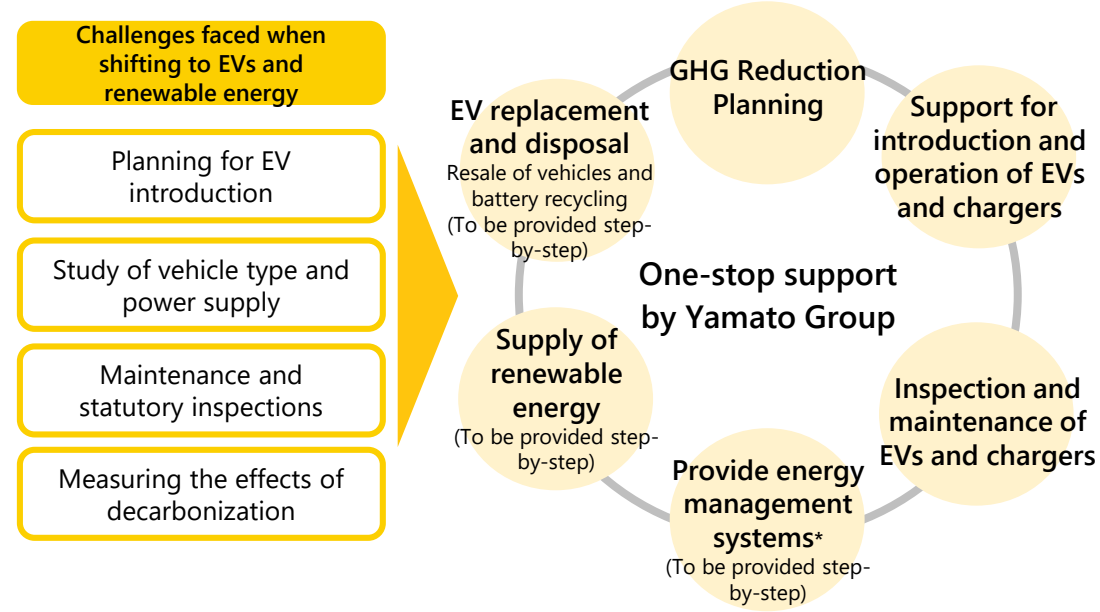 Challenges faced when
shifting to EVs and
renewable energy
Planning for EV
introduction
Study of vehicle type and
power supply
Maintenance and
statutory inspections
Measuring the effects of
decarbonization
GHG Reduction
Planning
Support for
introduction and
operation of EVs
and chargers
Inspection and
maintenance of
EVs and chargers
Provide energy
management
systems*
(To be provided step-
by-step)
Supply of
renewable
energy
(To be provided step-
by-step)
EV replacement
and disposal
Resale of vehicles and
battery recycling
(To be provided step-
by-step)
One-stop support
by Yamato Group